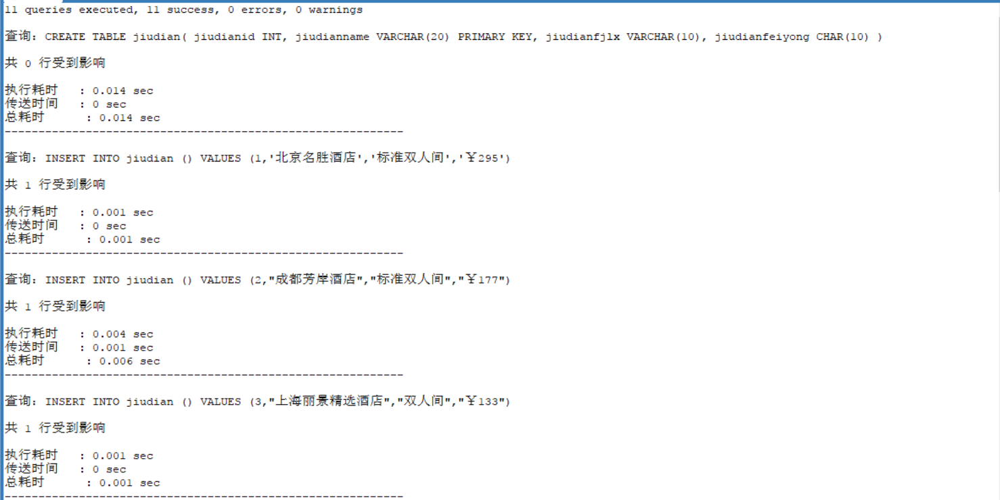 11 queries executed, 11 success, 0 errors, 0 warnings
查询: CREATE TABLE jiudian( jiudianid INT, jiudianname VARCHAR(20) PRIMARY KEY, jiudianfjlx VARCHAR(10), jiudianfeiyong CHAR(10) )
共 0 行受到影响
执行耗时 : 0.014 sec
传送时间 : 0 sec
总耗时 : 0.014 sec
-----------------------------------------------------------
查询: INSERT INTO jiudian () VALUES (1,'北京名胜酒店','标准双人间','￥295')
共 1 行受到影响
执行耗时 : 0.001 sec
传送时间 : 0 sec
总耗时 : 0.001 sec
-----------------------------------------------------------
查询: INSERT INTO jiudian () VALUES (2,"成都芳岸酒店","标准双人间","￥177")
共 1 行受到影响
执行耗时 : 0.004 sec
传送时间 : 0.001 sec
总耗时 : 0.006 sec
-----------------------------------------------------------
查询: INSERT INTO jiudian () VALUES (3,"上海丽景精选酒店","双人间","￥133")
共 1 行受到影响
执行耗时 : 0.001 sec
传送时间 : 0 sec
总耗时 : 0.001 sec
-----------------------------------------------------------